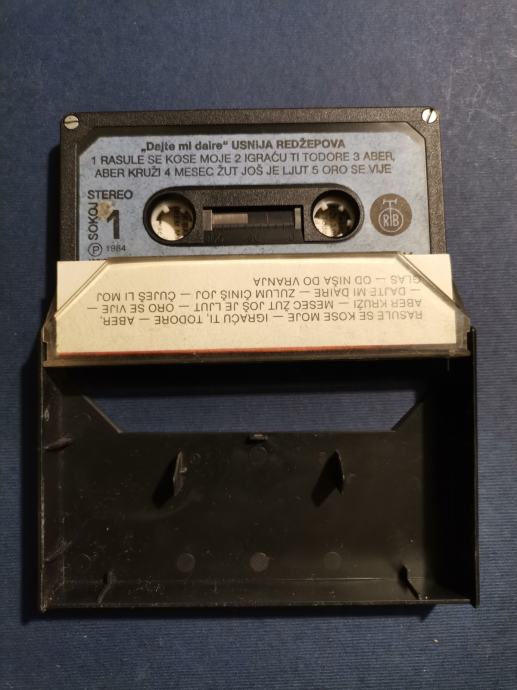 „Dajte mi daire“ USNIJA REDŽEPOVA
1 RASULE SE KOSE MOJE 2 IGRAĆU TI TODORE 3 ABER,
ABER KRUŽI 4 MESEC ŽUT JOŠ JE LJUT 5 ORO SE VIJE
STEREO
SOKOJ
1
℗ 1984
RTB
RASULE SE KOSE MOJE — IGRAĆU TI, TODORE — ABER,
ABER KRUŽI — MESEC ŽUT JOŠ JE LJUT — ORO SE VIJE —
— DAJTE MI DAIRE — ZULUM ČINIŠ JOJ — ČUJEŠ LI MOJ
GLAS — OD NIŠA DO VRANJA